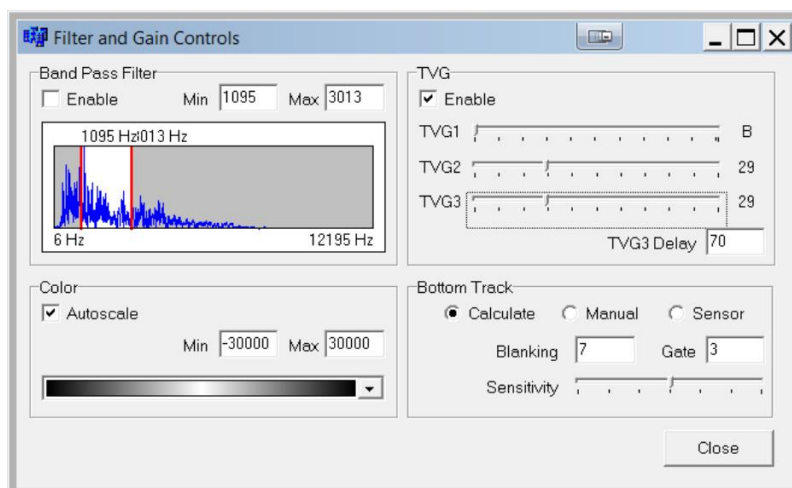 Filter and Gain Controls
Band Pass Filter
Enable Min 1095 Max 3013
1095 Hz 3013 Hz
6 Hz 12195 Hz
TVG
Enable
TVG1 B
TVG2 29
TVG3 29
TVG3 Delay 70
Color
Autoscale
Min -30000 Max 30000
Bottom Track
Calculate Manual Sensor
Blanking 7 Gate 3
Sensitivity
Close